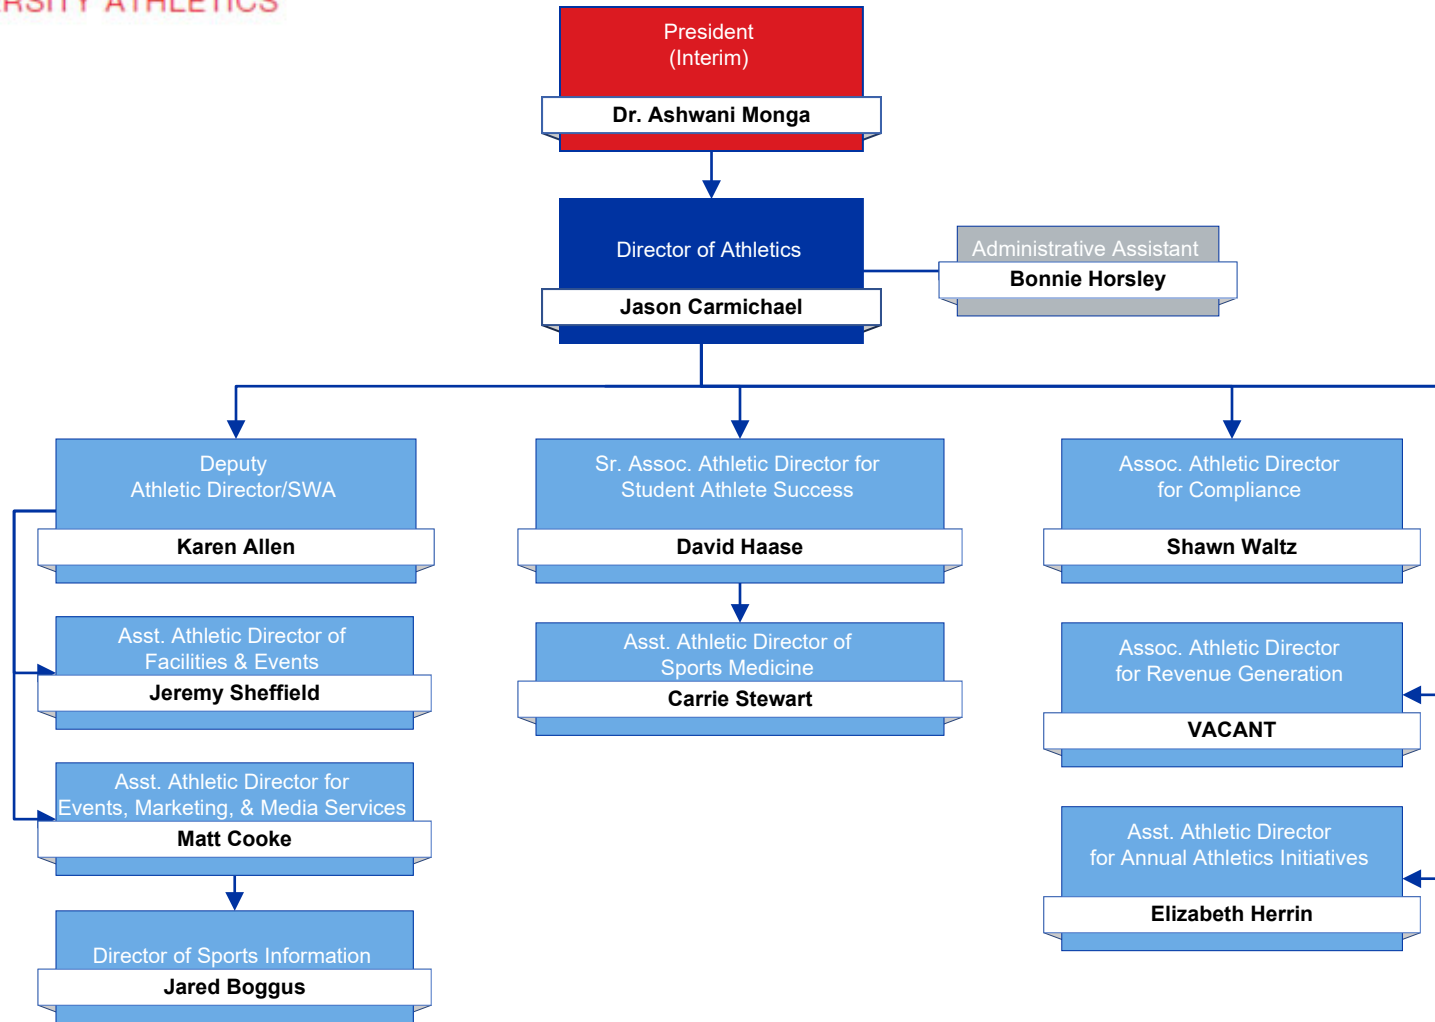 ATHLETICS
President
(Interim)
Dr. Ashwani Monga
Director of Athletics
Jason Carmichael
Administrative Assistant
Bonnie Horsley
Deputy
Athletic Director/SWA
Karen Allen
Sr. Assoc. Athletic Director for
Student Athlete Success
David Haase
Assoc. Athletic Director
for Compliance
Shawn Waltz
Asst. Athletic Director of
Facilities & Events
Jeremy Sheffield
Asst. Athletic Director of
Sports Medicine
Carrie Stewart
Assoc. Athletic Director
for Revenue Generation
VACANT
Asst. Athletic Director for
Events, Marketing, & Media Services
Matt Cooke
Asst. Athletic Director
for Annual Athletics Initiatives
Elizabeth Herrin
Director of Sports Information
Jared Boggus